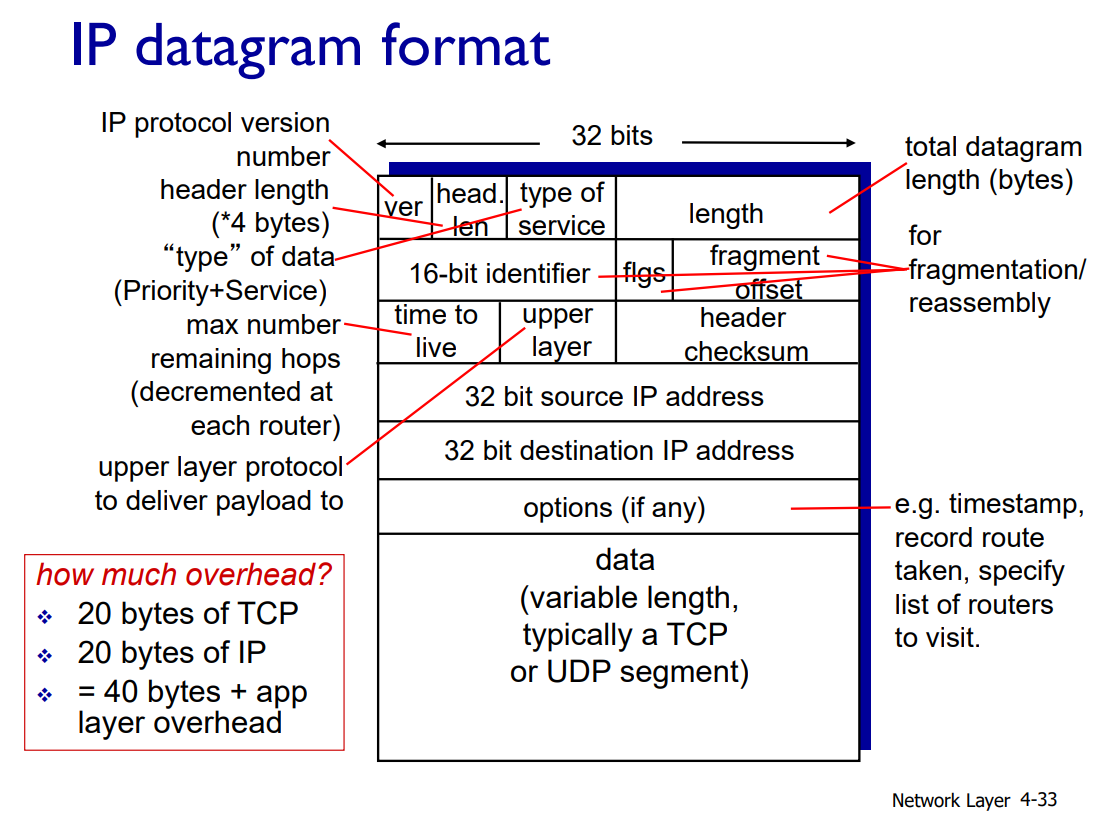 IP datagram format
IP protocol version
number
header length
(*4 bytes)
“type” of data
(Priority+Service)
max number
remaining hops
(decremented at
each router)
upper layer protocol
to deliver payload to
how much overhead?
❖ 20 bytes of TCP
❖ 20 bytes of IP
❖ = 40 bytes + app
layer overhead
32 bits
ver
head.
len
type of
service
length
16-bit identifier
flgs
fragment
offset
time to
live
upper
layer
header
checksum
32 bit source IP address
32 bit destination IP address
options (if any)
data
(variable length,
typically a TCP
or UDP segment)
total datagram
length (bytes)
for
fragmentation/
reassembly
e.g. timestamp,
record route
taken, specify
list of routers
to visit.
Network Layer 4-33